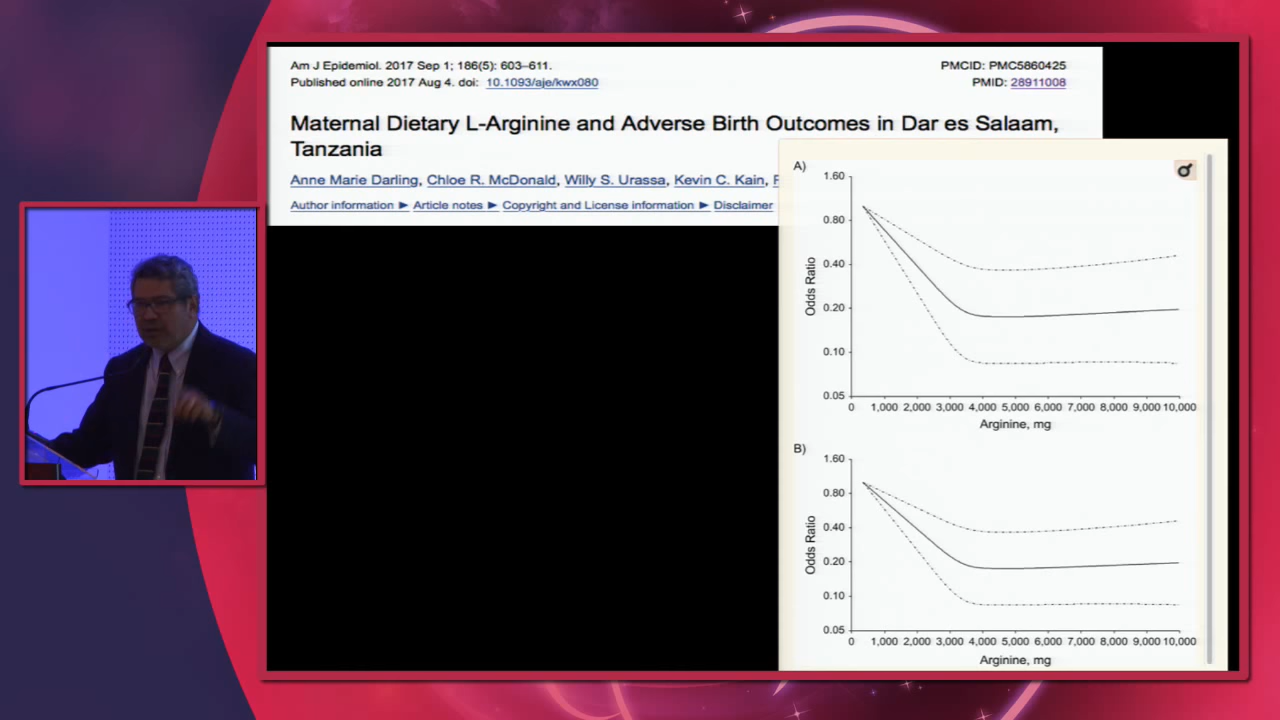 Am J Epidemiol. 2017 Sep 1; 186(5): 603–611.
PMCID: PMC5860425
Published online 2017 Aug 4. doi: 10.1093/aje/kwx080
PMID: 28911008
Maternal Dietary L-Arginine and Adverse Birth Outcomes in Dar es Salaam,
Tanzania
Anne Marie Darling, Chloe R. McDonald, Willy S. Urassa, Kevin C. Kain,
Author information ► Article notes ► Copyright and License information ► Disclaimer
A)
1.60
0.80
0.40
0.20
0.10
0.05
Odds Ratio
0 1,000 2,000 3,000 4,000 5,000 6,000 7,000 8,000 9,000 10,000
Arginine, mg
B)
1.60
0.80
0.40
0.20
0.10
0.05
Odds Ratio
0 1,000 2,000 3,000 4,000 5,000 6,000 7,000 8,000 9,000 10,000
Arginine, mg